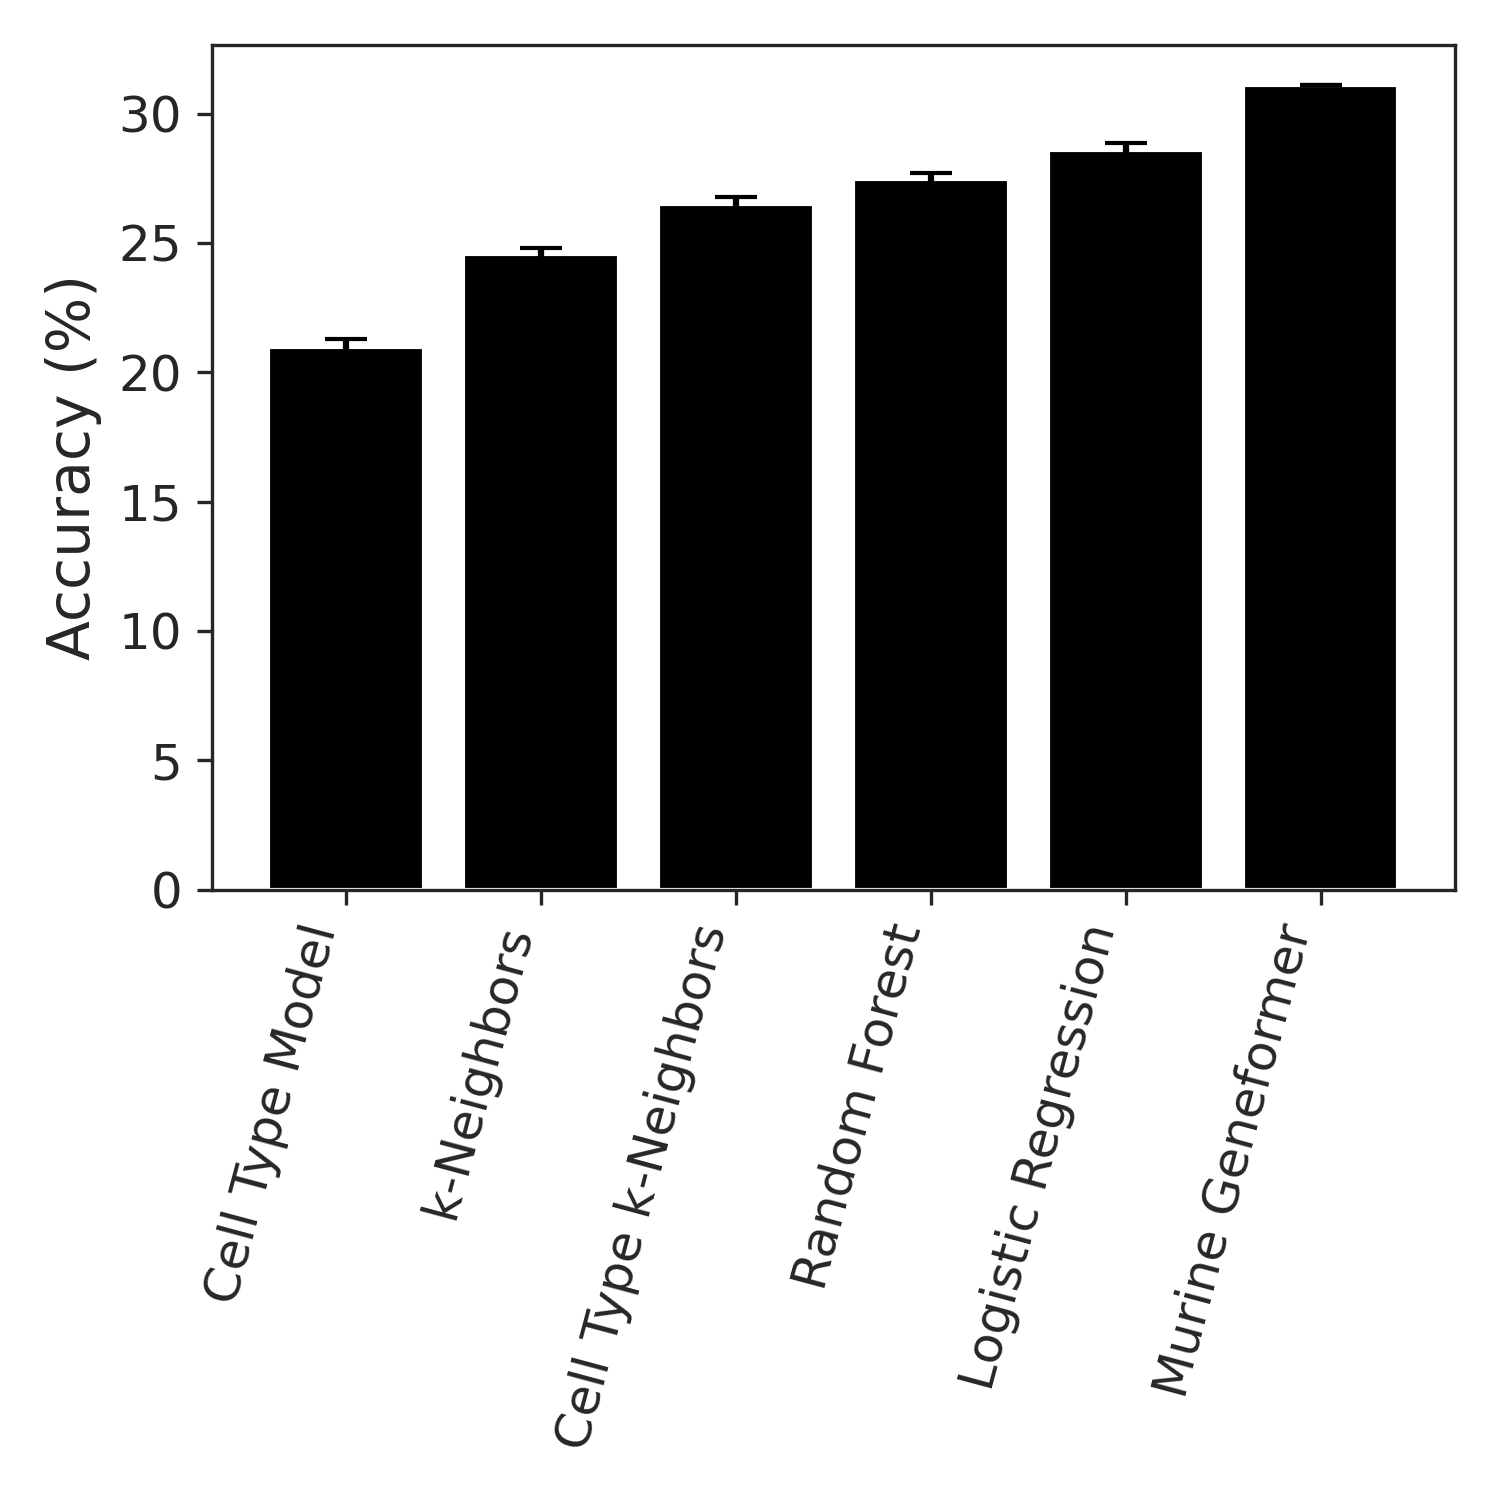 Accuracy (%)
30
25
20
15
10
5
0
Cell Type Model
k-Neighbors
Cell Type k-Neighbors
Random Forest
Logistic Regression
Murine Geneformer